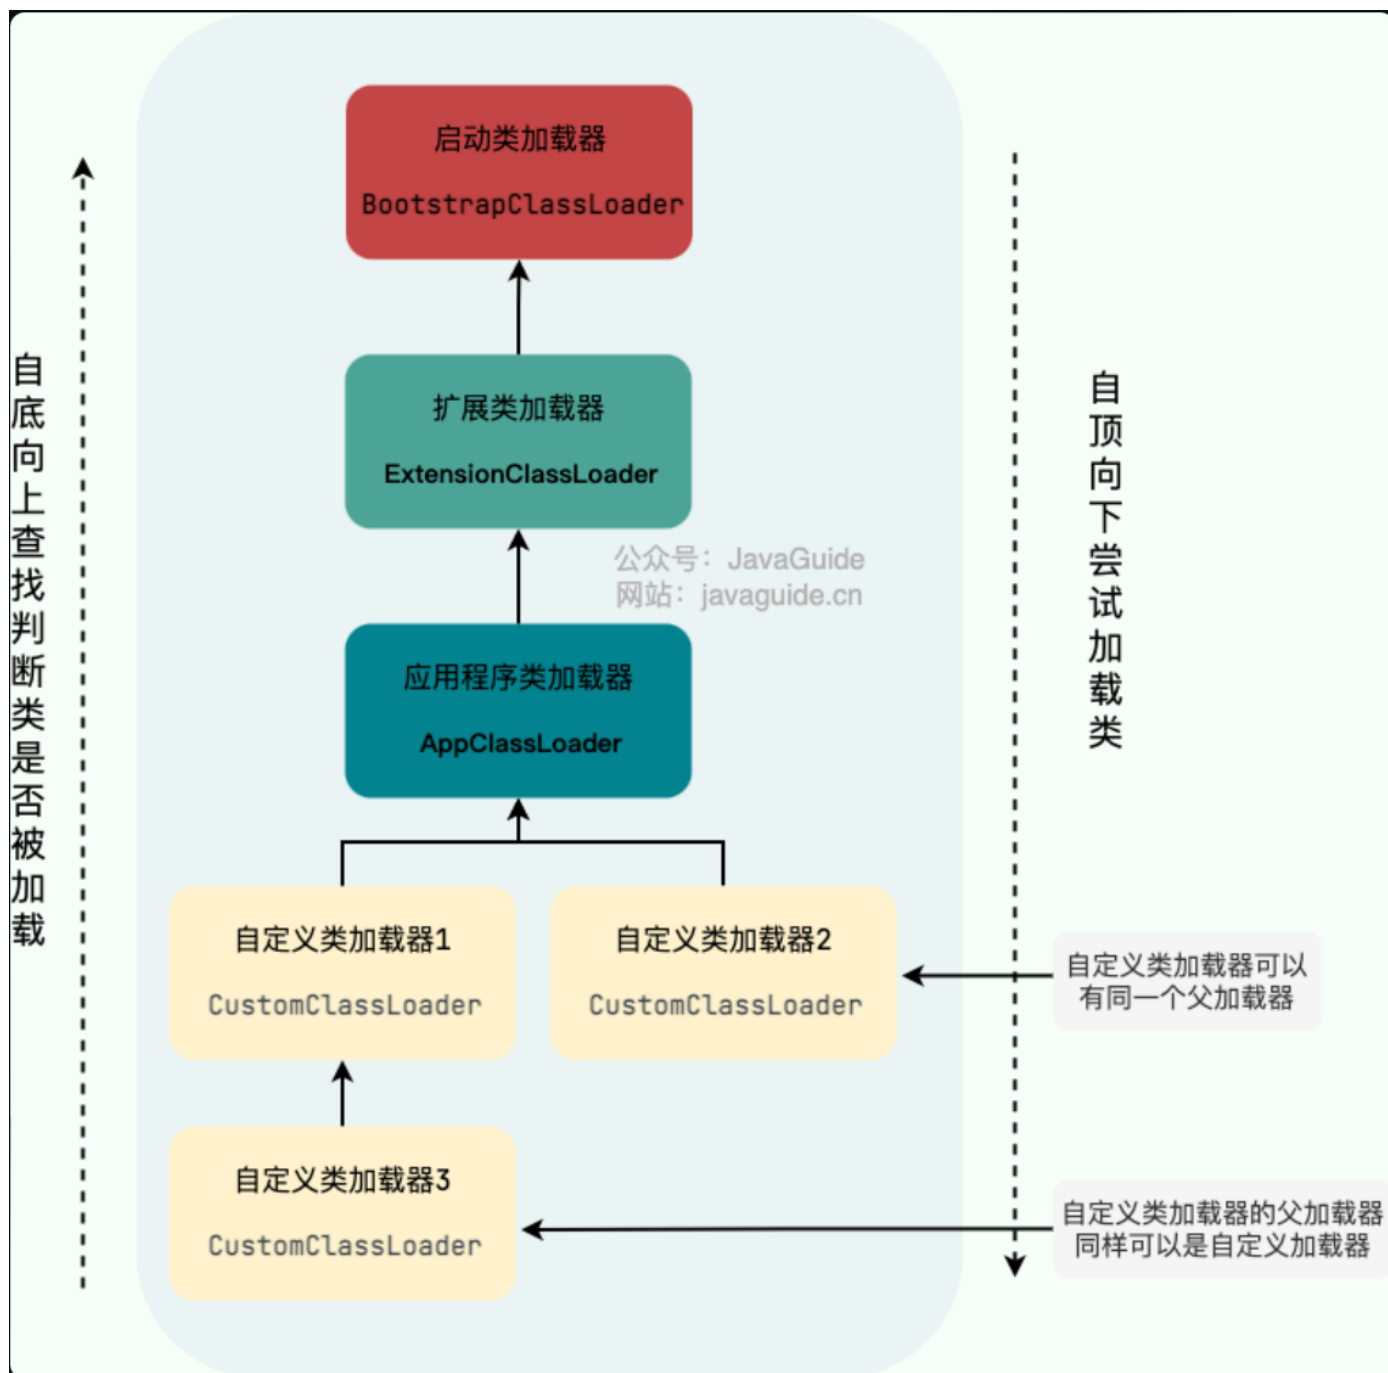 启动类加载器
BootstrapClassLoader
扩展类加载器
ExtensionClassLoader
公众号：JavaGuide
网站：javaguide.cn
应用程序类加载器
AppClassLoader
自底向上查找判断类是否被加载
自顶向下尝试加载类
自定义类加载器1
CustomClassLoader
自定义类加载器2
CustomClassLoader
自定义类加载器可以
有同一个父加载器
自定义类加载器3
CustomClassLoader
自定义类加载器的父加载器
同样可以是自定义加载器